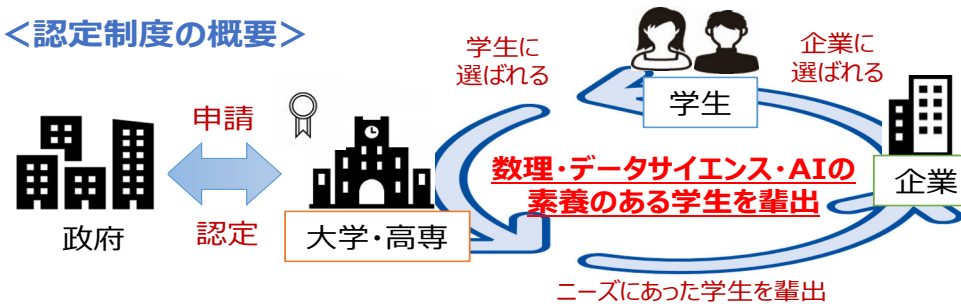 ＜認定制度の概要＞
学生に
選ばれる
企業に
選ばれる
学生
申請
認定
政府
大学・高専
数理・データサイエンス・AIの
素養のある学生を輩出
企業
ニーズにあった学生を輩出